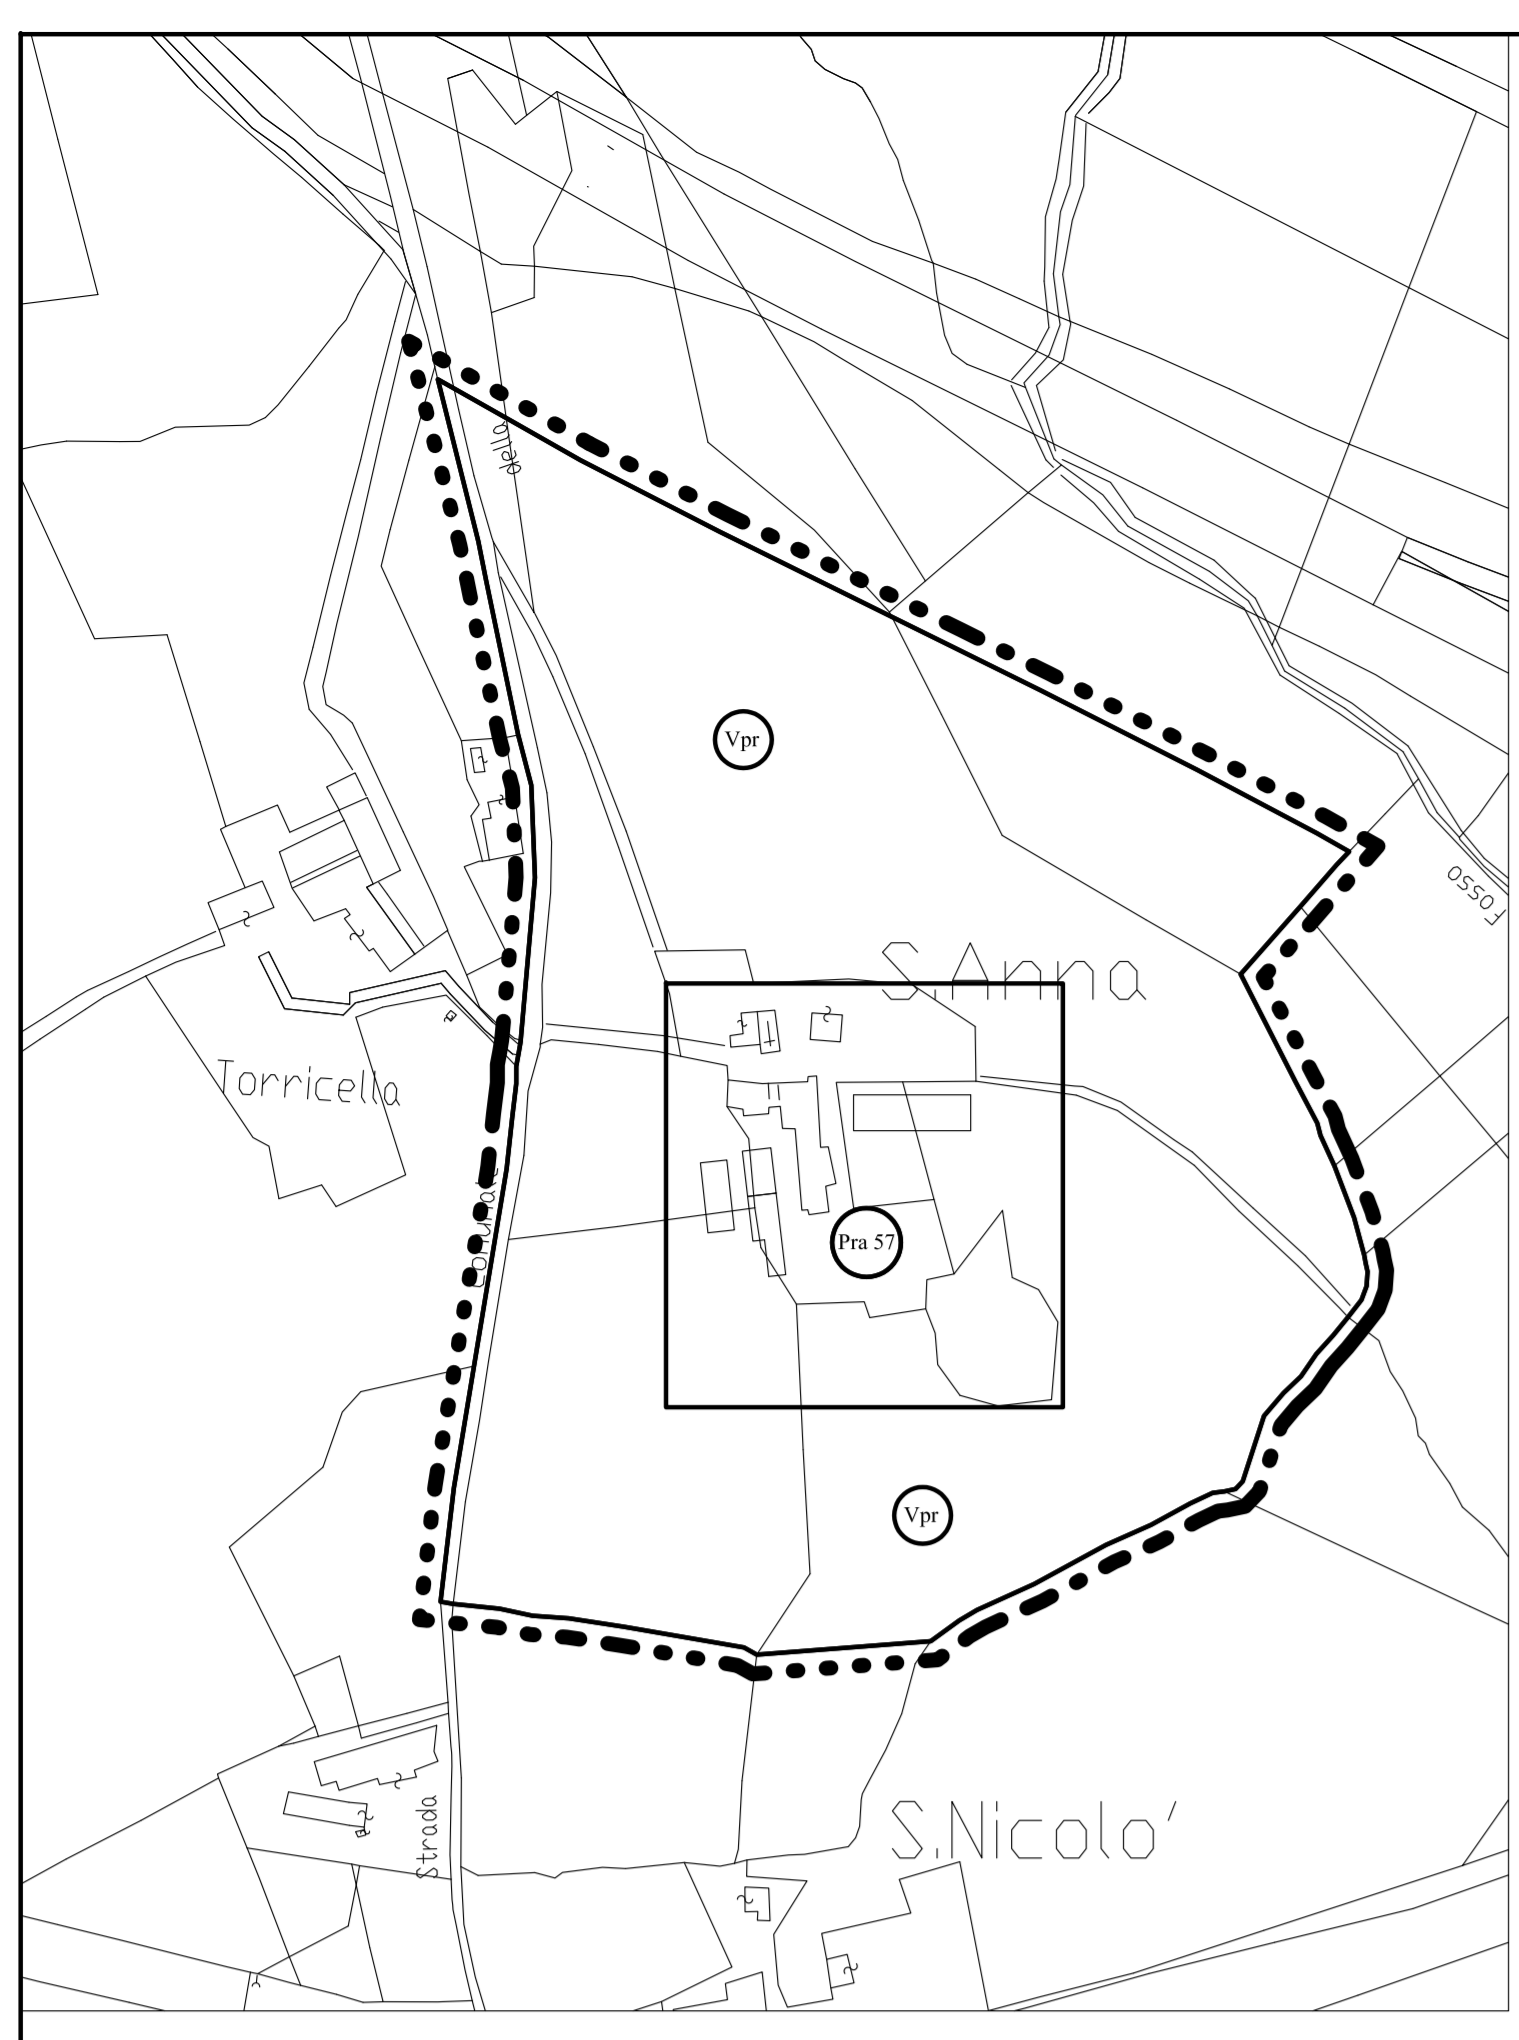 della
Vpr
Fosso
S.Anna
Torricella
comunale
Pra 57
Vpr
Strada
S.Nicolo'